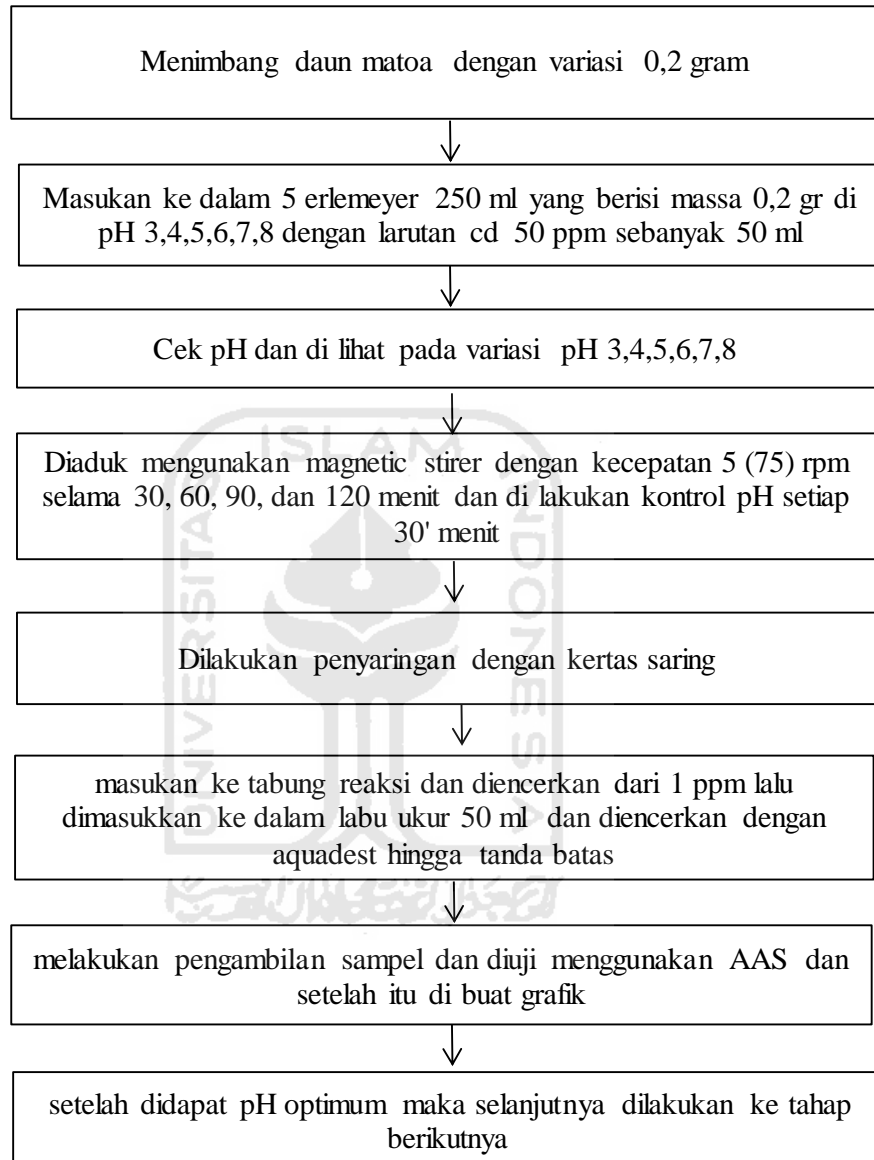 Menimbang daun matoa dengan variasi 0,2 gram
Masukan ke dalam 5 erlemeyer 250 ml yang berisi massa 0,2 gr di
pH 3,4,5,6,7,8 dengan larutan cd 50 ppm sebanyak 50 ml
Cek pH dan di lihat pada variasi pH 3,4,5,6,7,8
Diaduk mengunakan magnetic stirer dengan kecepatan 5 (75) rpm
selama 30, 60, 90, dan 120 menit dan di lakukan kontrol pH setiap
30' menit
Dilakukan penyaringan dengan kertas saring
masukan ke tabung reaksi dan diencerkan dari 1 ppm lalu
dimasukkan ke dalam labu ukur 50 ml dan diencerkan dengan
aquadest hingga tanda batas
melakukan pengambilan sampel dan diuji menggunakan AAS dan
setelah itu di buat grafik
setelah didapat pH optimum maka selanjutnya dilakukan ke tahap
berikutnya
ISLAM
UNIVERSITAS
INDONESIA